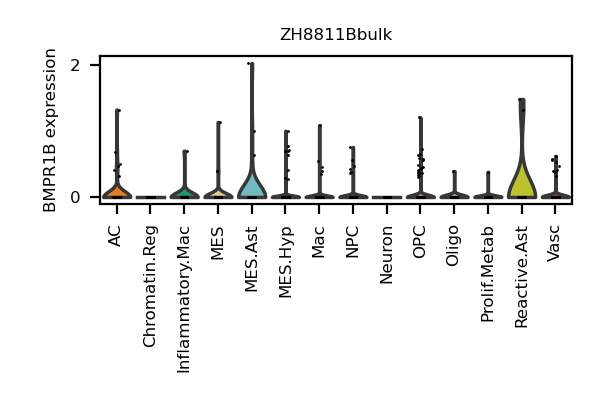 ZH8811Bbulk
BMPR1B expression
2
0
AC
Chromatin.Reg
Inflammatory.Mac
MES
MES.Ast
MES.Hyp
Mac
NPC
Neuron
OPC
Oligo
Prolif.Metab
Reactive.Ast
Vasc